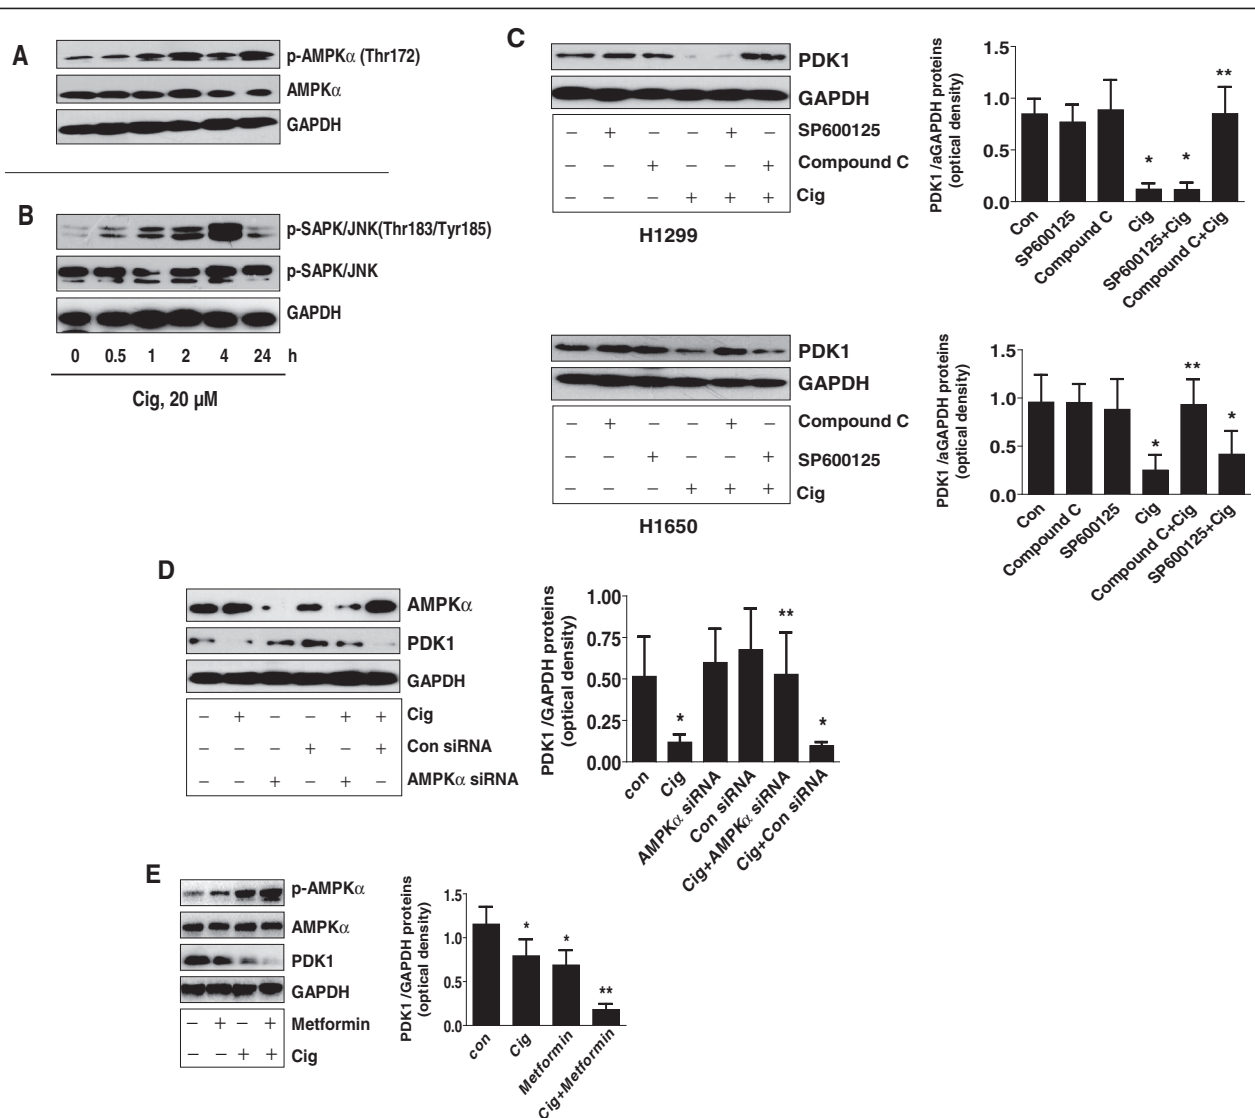 A
p-AMPKα (Thr172)
AMPKα
GAPDH
B
p-SAPK/JNK(Thr183/Tyr185)
p-SAPK/JNK
GAPDH
0 0.5 1 2 4 24 h
Cig, 20 µM
C
PDK1
GAPDH
– + – – + – SP600125
– – + – – + Compound C
– – – + + + Cig
H1299
PDK1 /aGAPDH proteins
(optical density)
1.5
1.0
0.5
0.0
* * **
Con
SP600125
Compound C
Cig
SP600125+Cig
Compound C+Cig
PDK1
GAPDH
– + – – + – Compound C
– – + – – + SP600125
– – – + + + Cig
H1650
PDK1 /aGAPDH proteins
(optical density)
1.5
1.0
0.5
0.0
* ** *
Con
Compound C
SP600125
Cig
Compound C+Cig
SP600125+Cig
D
AMPKα
PDK1
GAPDH
– + – – + + Cig
– – – + – + Con siRNA
– – + – + – AMPKα siRNA
PDK1 /GAPDH proteins
(optical density)
1.00
0.75
0.50
0.25
0.00
* ** *
con
Cig
AMPKα siRNA
Con siRNA
Cig+AMPKα siRNA
Cig+Con siRNA
E
p-AMPKα
AMPKα
PDK1
GAPDH
– + – + Metformin
– – + + Cig
PDK1 /GAPDH proteins
(optical density)
1.5
1.0
0.5
0.0
* * **
con
Cig
Metformin
Cig+Metformin